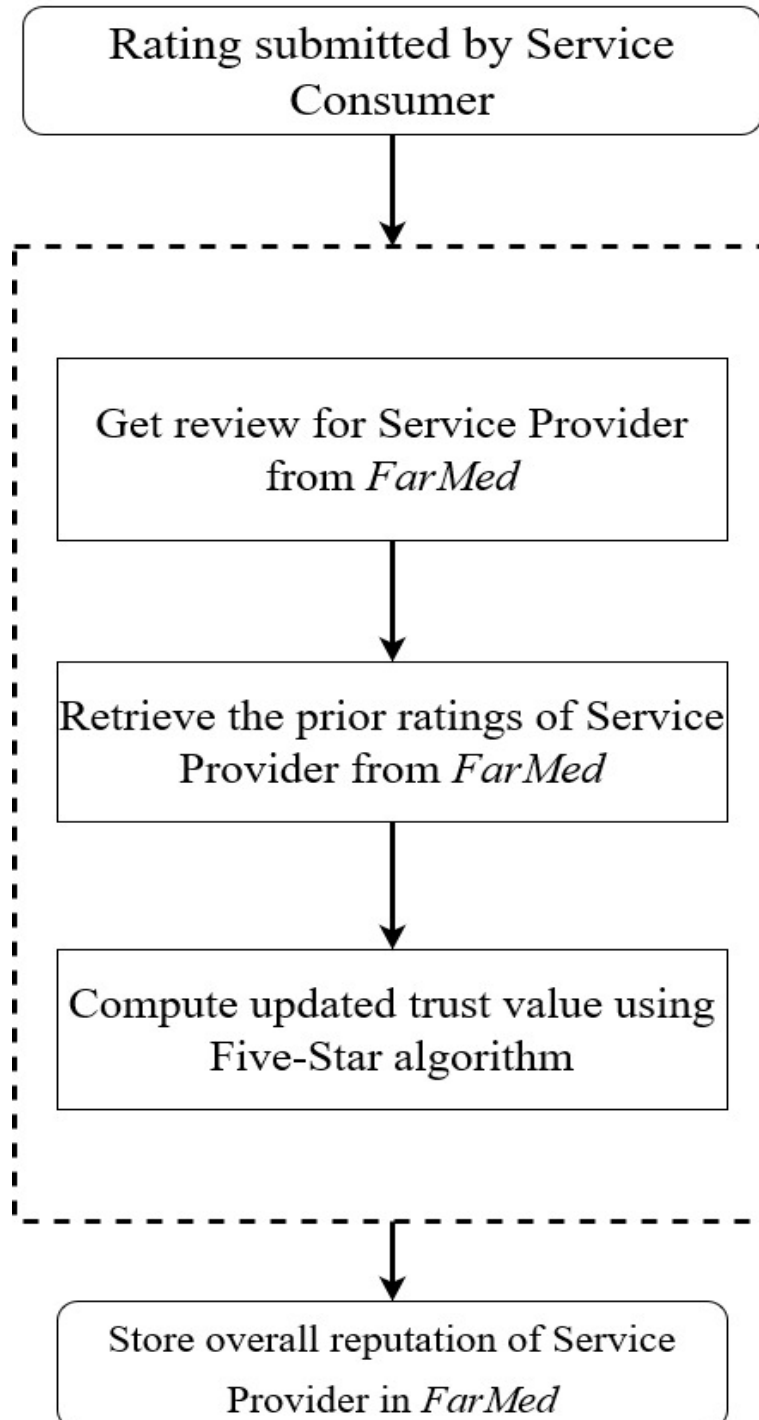 Rating submitted by Service
Consumer
Get review for Service Provider
from FarMed
Retrieve the prior ratings of Service
Provider from FarMed
Compute updated trust value using
Five-Star algorithm
Store overall reputation of Service
Provider in FarMed